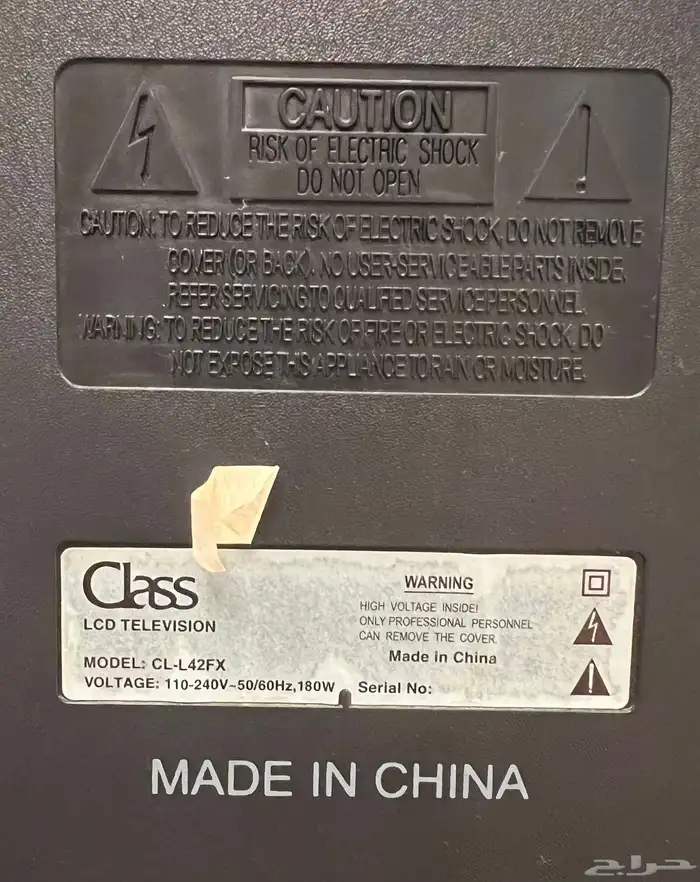 CAUTION
RISK OF ELECTRIC SHOCK
DO NOT OPEN
CAUTION: TO REDUCE THE RISK OF ELECTRIC SHOCK, DO NOT REMOVE
COVER (OR BACK). NO USER-SERVICEABLE PARTS INSIDE.
REFER SERVICING TO QUALIFIED SERVICE PERSONNEL.
WARNING: TO REDUCE THE RISK OF FIRE OR ELECTRIC SHOCK, DO
NOT EXPOSE THIS APPLIANCE TO RAIN OR MOISTURE.
Class
LCD TELEVISION
MODEL: CL-L42FX
VOLTAGE: 110-240V~50/60Hz,180W
WARNING
HIGH VOLTAGE INSIDE!
ONLY PROFESSIONAL PERSONNEL
CAN REMOVE THE COVER.
Made in China
Serial No:
MADE IN CHINA
حراج